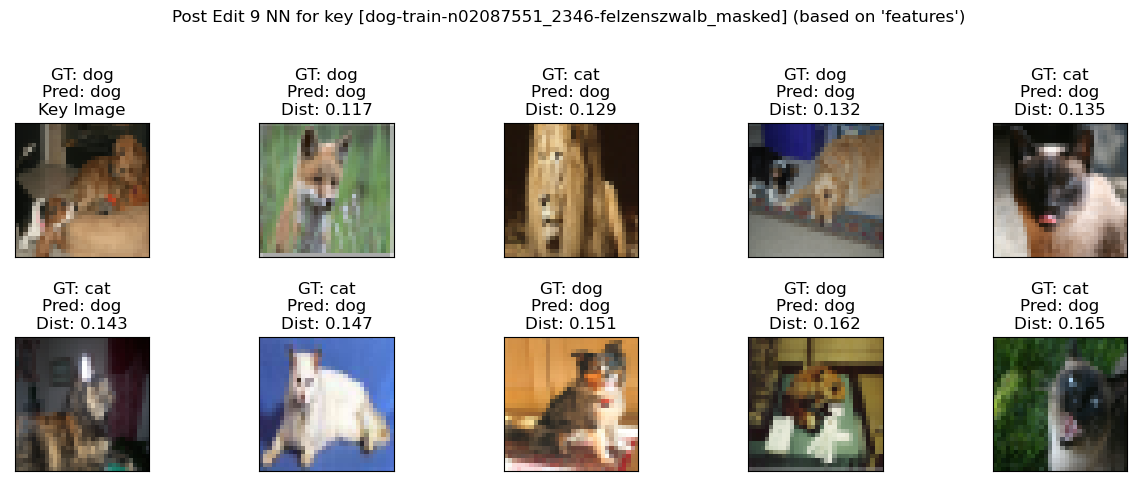 Post Edit 9 NN for key [dog-train-n02087551_2346-felzenszwalb_masked] (based on 'features')
GT: dog
Pred: dog
Key Image
GT: dog
Pred: dog
Dist: 0.117
GT: cat
Pred: dog
Dist: 0.129
GT: dog
Pred: dog
Dist: 0.132
GT: cat
Pred: dog
Dist: 0.135
GT: cat
Pred: dog
Dist: 0.143
GT: cat
Pred: dog
Dist: 0.147
GT: dog
Pred: dog
Dist: 0.151
GT: dog
Pred: dog
Dist: 0.162
GT: cat
Pred: dog
Dist: 0.165